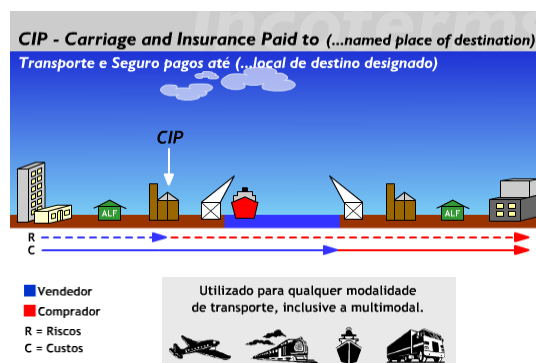 incoterms
CIP - Carriage and Insurance Paid to (...named place of destination)
Transporte e Seguro pagos até (...local de destino designado)
CIP
ALF
ALF
R
C
Vendedor
Comprador
R = Riscos
C = Custos
Utilizado para qualquer modalidade
de transporte, inclusive a multimodal.